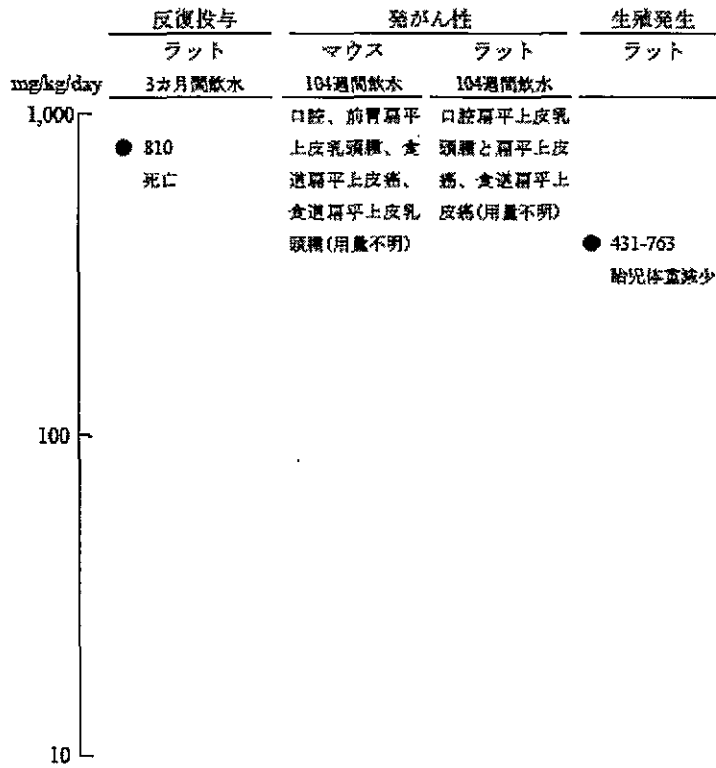 反復投与 発がん性 生殖発生
ラット マウス ラット ラット
mg/kg/day 3カ月間飲水 104週間飲水 104週間飲水
1,000
● 810
死亡
口腔、前胃扁平
上皮乳頭腫、食
道扁平上皮癌、
食道扁平上皮乳
頭腫(用量不明)
口腔扁平上皮乳
頭腫と扁平上皮
癌、食道扁平上
皮癌(用量不明)
● 431-763
胎児体重減少
100
10